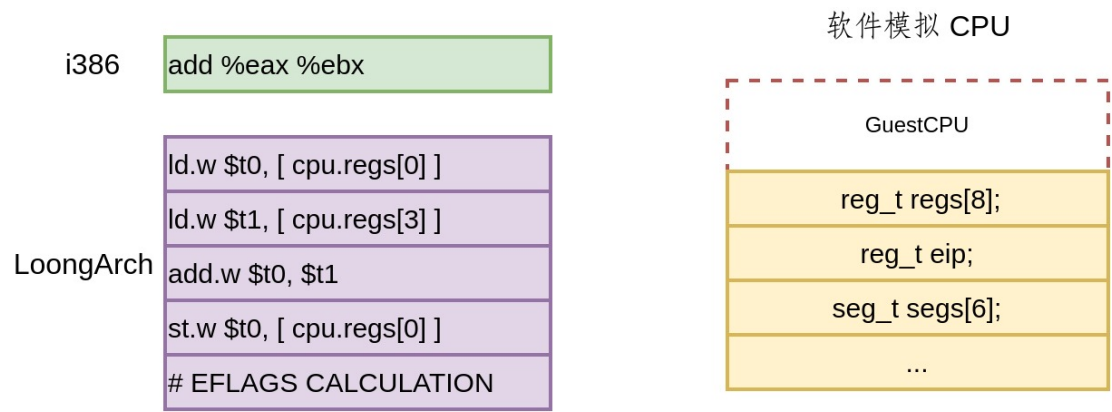 i386
add %eax %ebx
LoongArch
ld.w $t0, [ cpu.regs[0] ]
ld.w $t1, [ cpu.regs[3] ]
add.w $t0, $t1
st.w $t0, [ cpu.regs[0] ]
# EFLAGS CALCULATION
软件模拟 CPU
GuestCPU
reg_t regs[8];
reg_t eip;
seg_t segs[6];
...